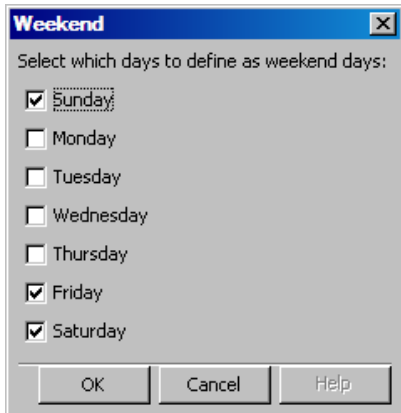 Weekend
Select which days to define as weekend days:
Sunday
Monday
Tuesday
Wednesday
Thursday
Friday
Saturday
OK Cancel Help